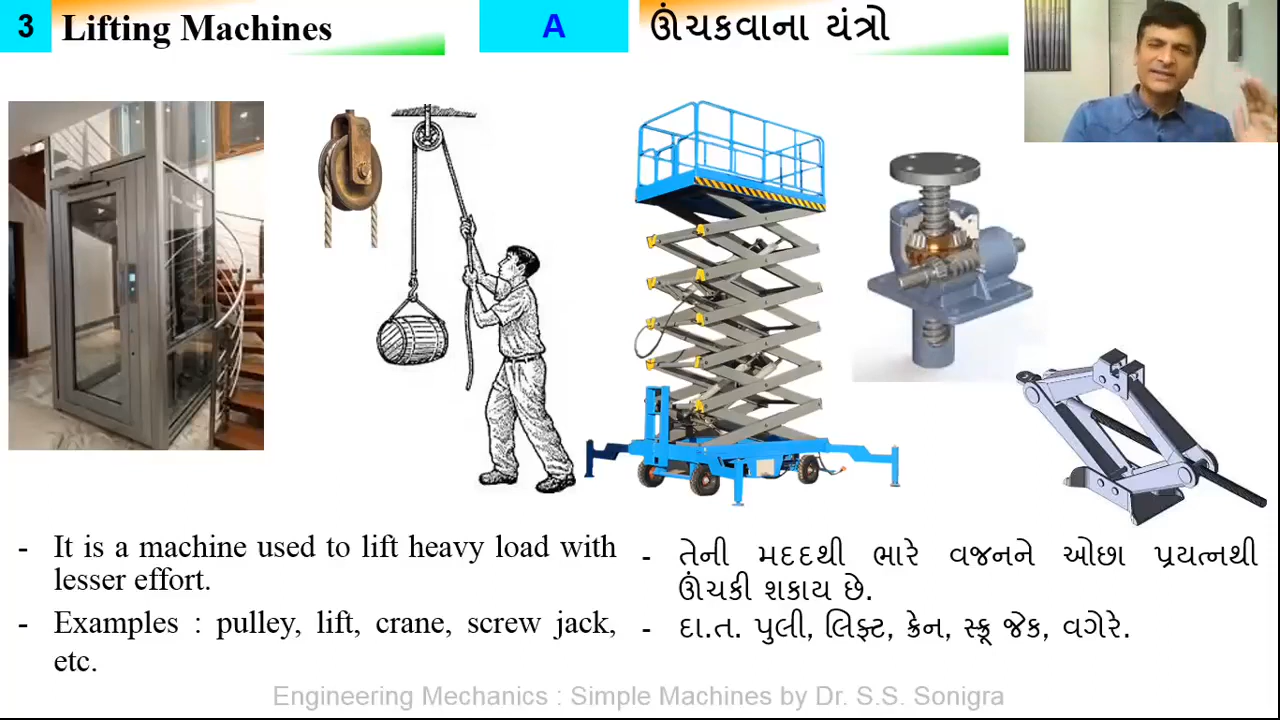 3 Lifting Machines A ઊંચકવાના યંત્રો
- It is a machine used to lift heavy load with
lesser effort.
- Examples : pulley, lift, crane, screw jack,
etc.
- તેની મદદથી ભારે વજનને ઓછા પ્રયત્નથી
ઊંચકી શકાય છે.
- દા.ત. પુલી, લિફ્ટ, ક્રેન, સ્ક્રૂ જેક, વગેરે.
Engineering Mechanics : Simple Machines by Dr. S.S. Sonigra